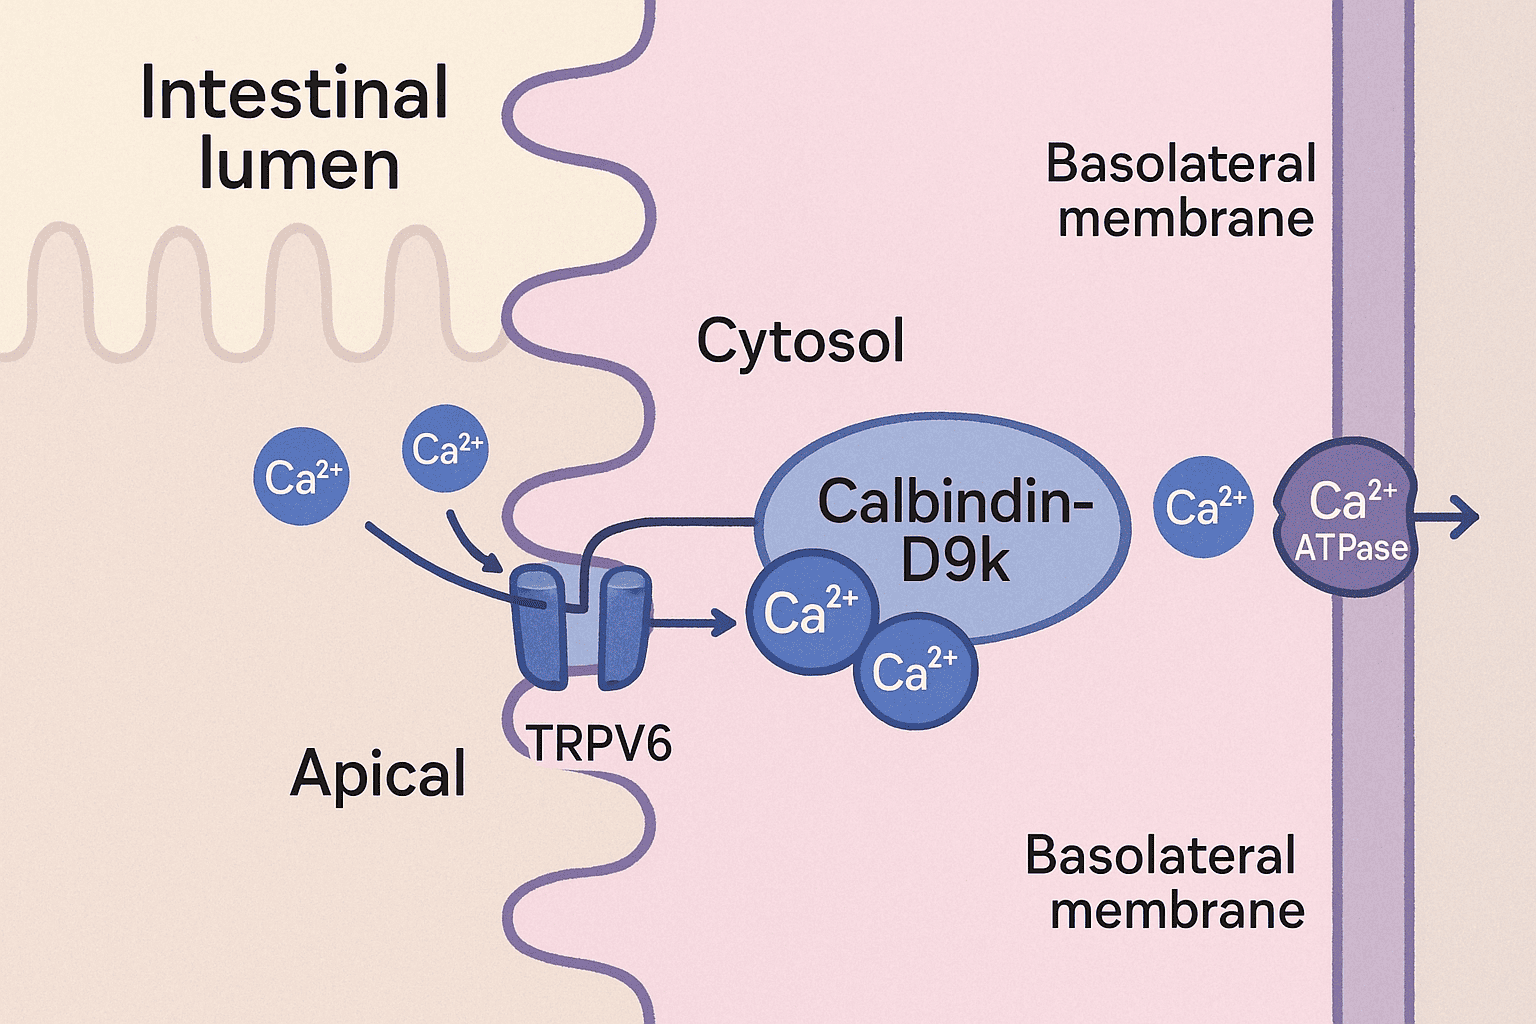 Intestinal
lumen
Basolateral
membrane
Cytosol
Ca²⁺
Ca²⁺
Calbindin-
D9k
Ca²⁺
Ca²⁺
ATPase
Ca²⁺
Ca²⁺
TRPV6
Apical
Basolateral
membrane